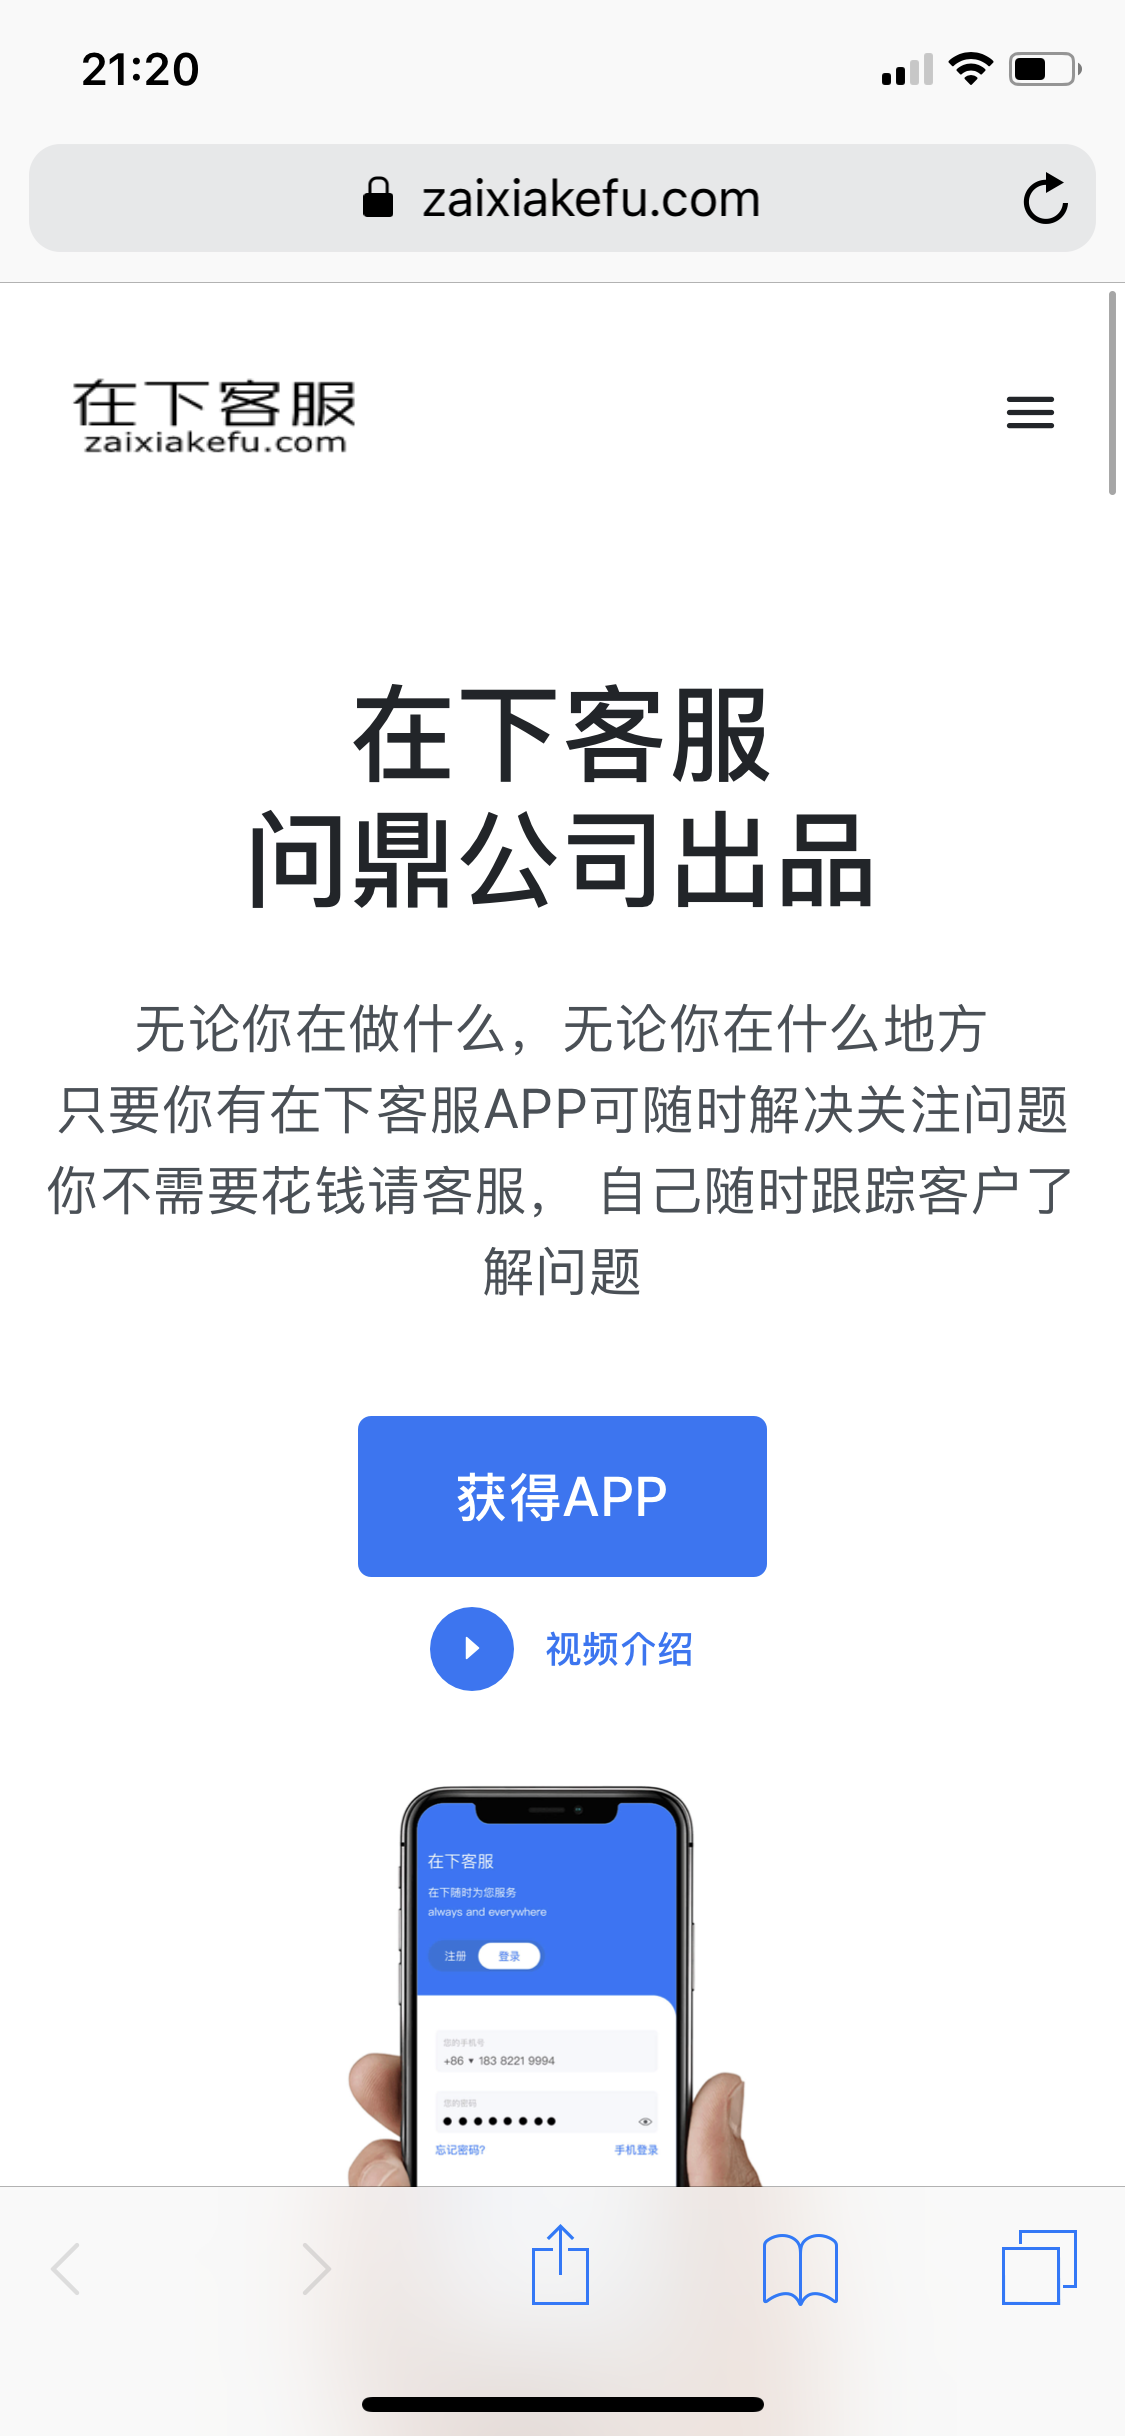 21:20
zaixiakefu.com
在下客服
zaixiakefu.com
在下客服
问鼎公司出品
无论你在做什么，无论你在什么地方
只要你有在下客服APP可随时解决关注问题
你不需要花钱请客服， 自己随时跟踪客户了
解问题
获得APP
视频介绍
在下客服
在下随时为您服务
always and everywhere
注册 登录
您的手机号
+86 ▾ 183 8221 9994
您的密码
●●●●●●●●
忘记密码? 手机登录